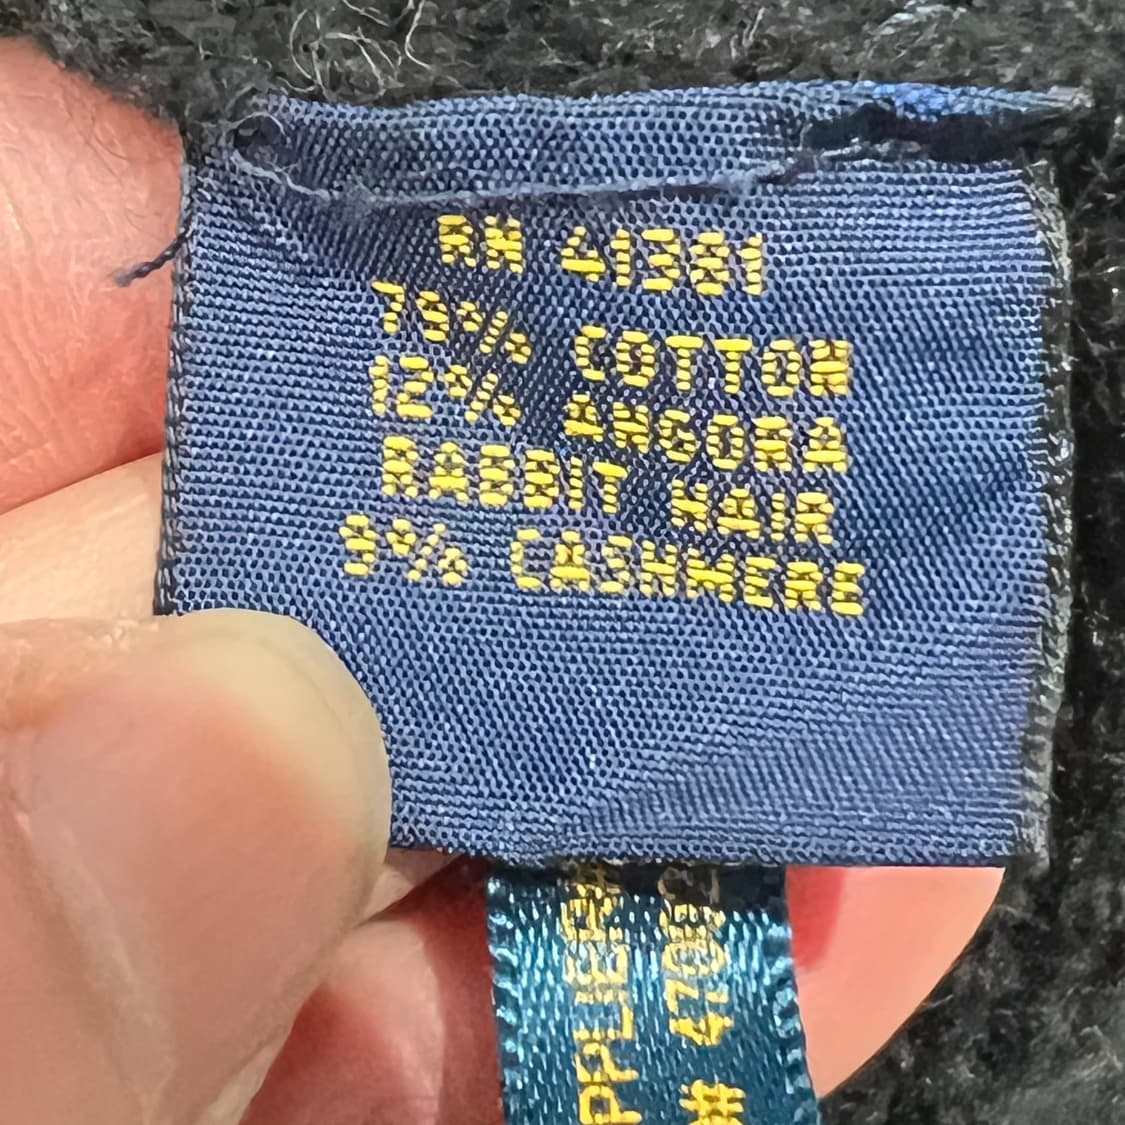 RN 41381
79% COTTON
12% ANGORA
RABBIT HAIR
9% CASHMERE